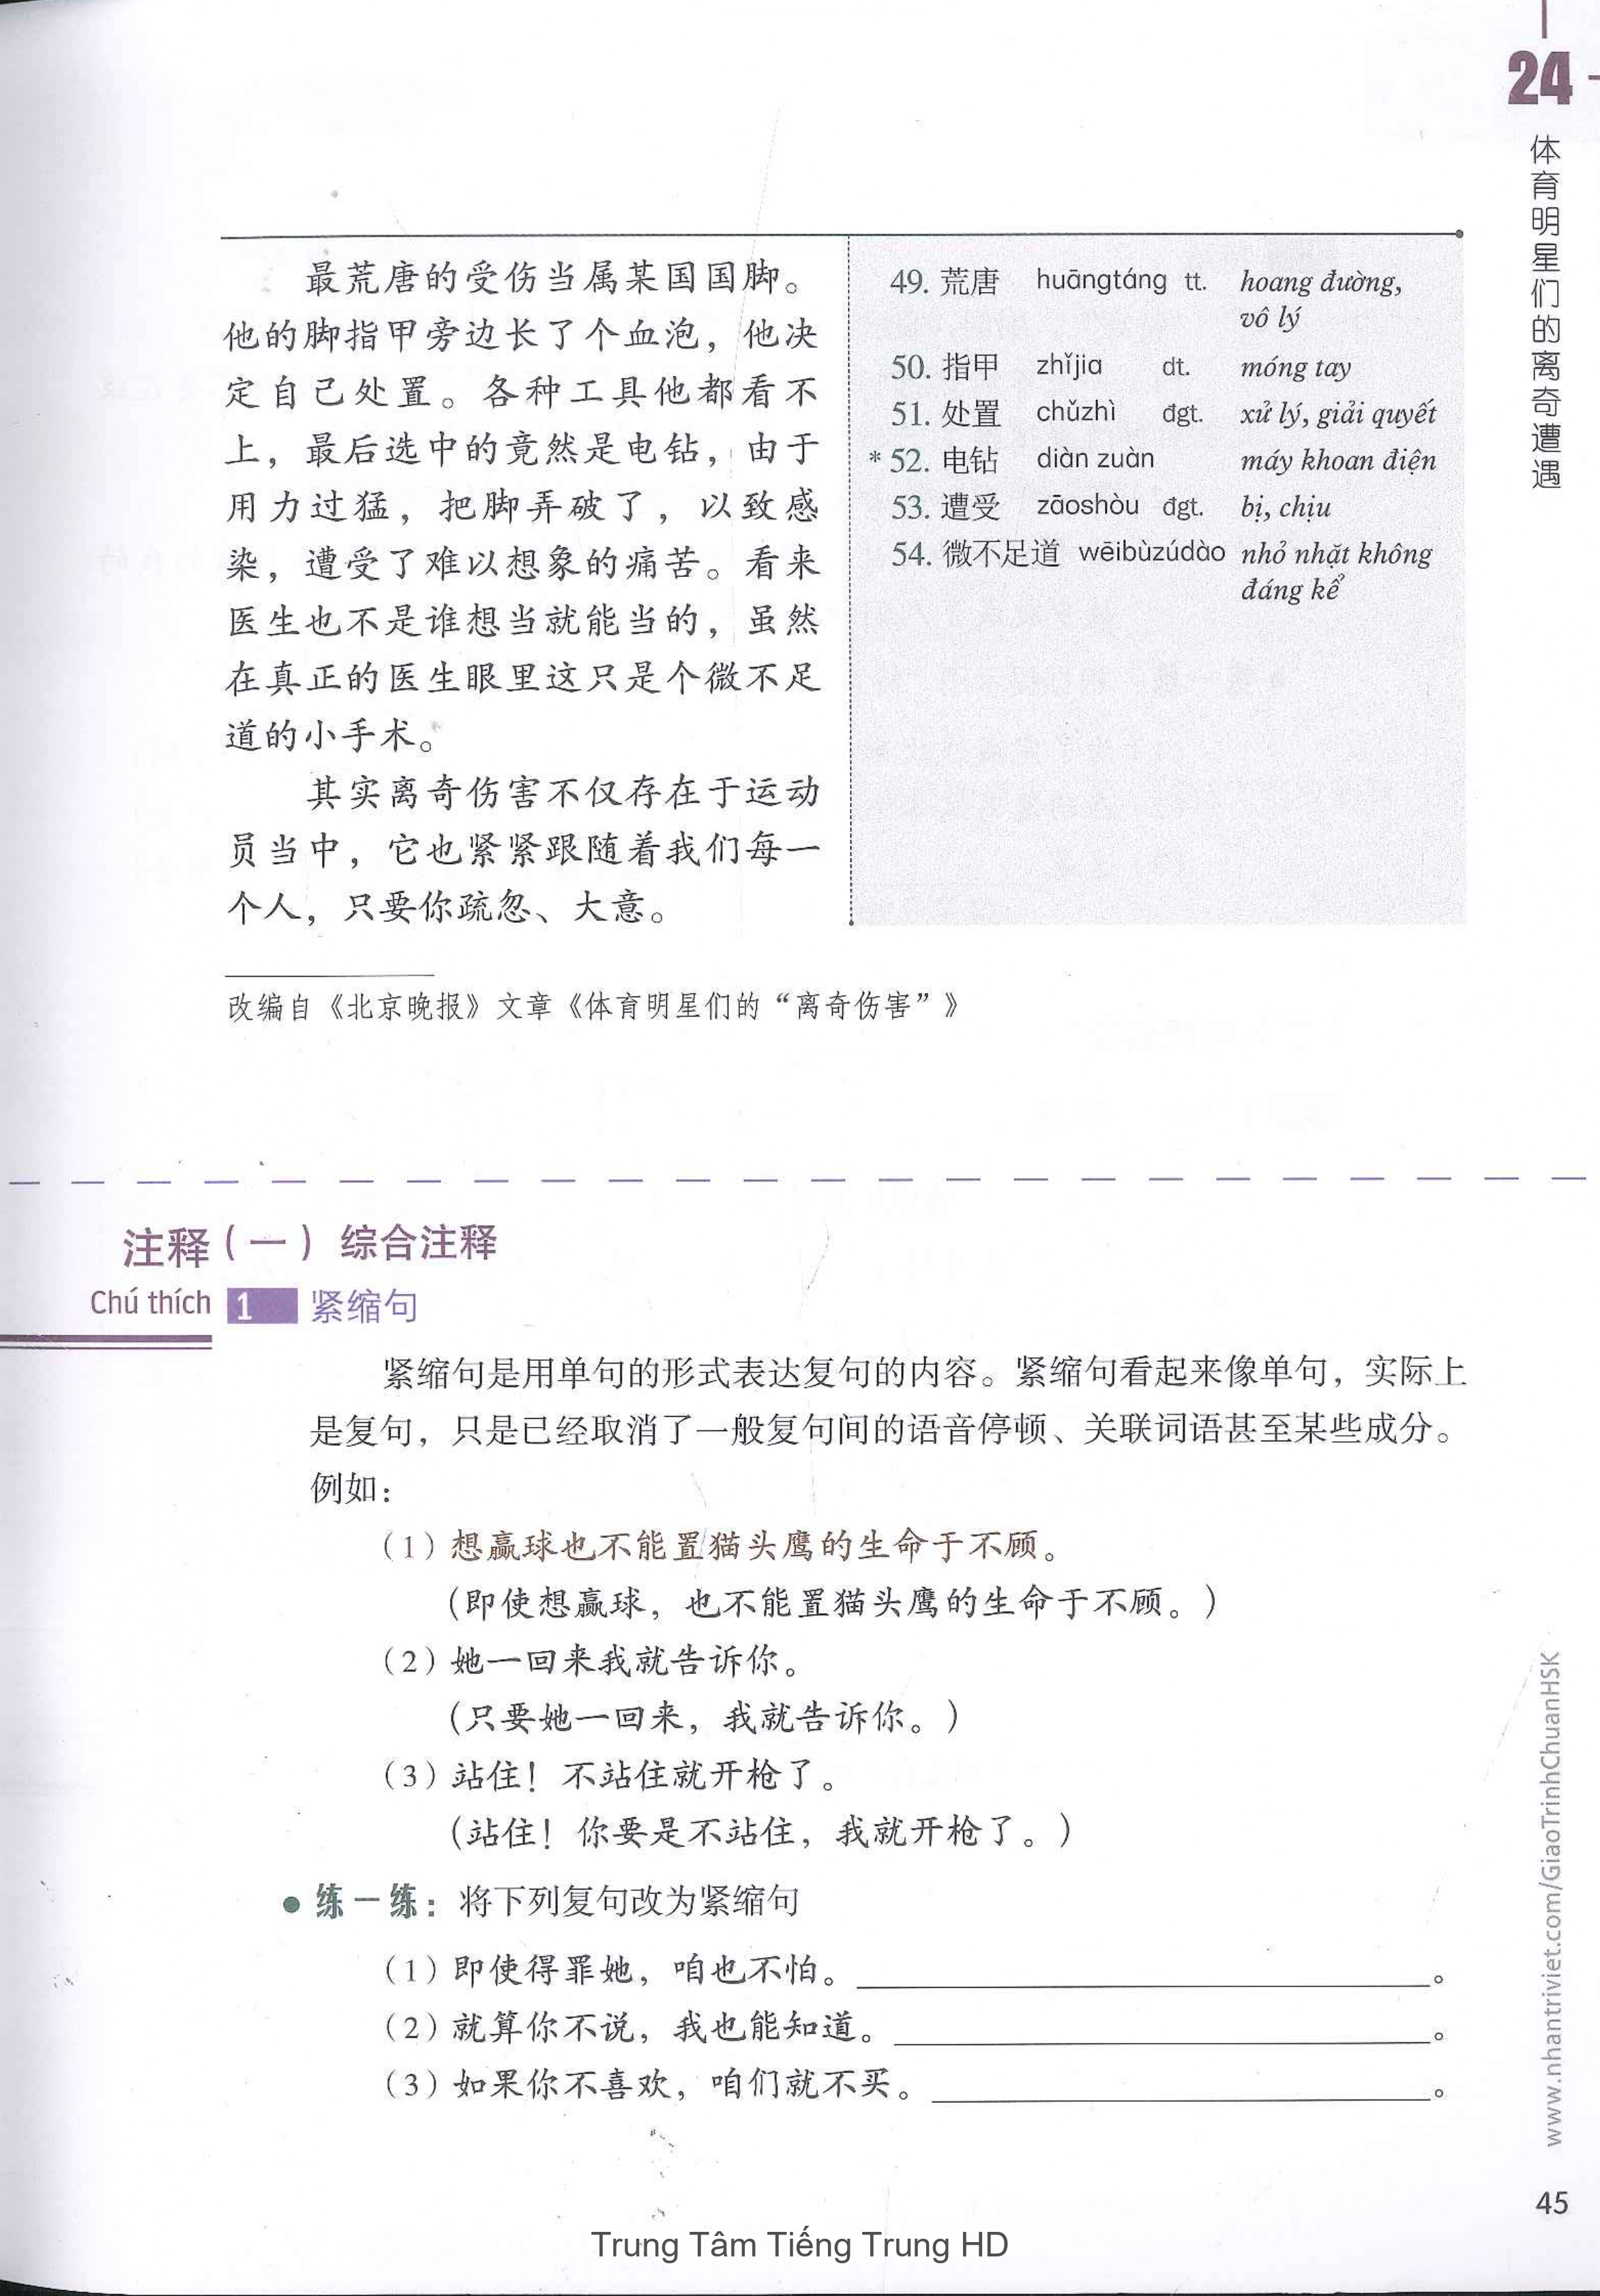 24
体育明星们的离奇遭遇
最荒唐的受伤当属某国国脚。
他的脚指甲旁边长了个血泡，他决
定自己处置。各种工具他都看不
上，最后选中的竟然是电钻，由于
用力过猛，把脚弄破了，以致感
染，遭受了难以想象的痛苦。看来
医生也不是谁想当就能当的，虽然
在真正的医生眼里这只是个微不足
道的小手术。
其实离奇伤害不仅存在于运动
员当中，它也紧紧跟随着我们每一
个人，只要你疏忽、大意。
49. 荒唐 huāngtáng tt. hoang đường,
vô lý
50. 指甲 zhǐjia dt. móng tay
51. 处置 chǔzhì đgt. xử lý, giải quyết
* 52. 电钻 diàn zuàn máy khoan điện
53. 遭受 zāoshòu đgt. bị, chịu
54. 微不足道 wēibùzúdào nhỏ nhặt không
đáng kể
改编自《北京晚报》文章《体育明星们的“离奇伤害”》
注释（一）综合注释
Chú thích 1 紧缩句
紧缩句是用单句的形式表达复句的内容。紧缩句看起来像单句，实际上
是复句，只是已经取消了一般复句间的语音停顿、关联词语甚至某些成分。
例如：
（1）想赢球也不能置猫头鹰的生命于不顾。
（即使想赢球，也不能置猫头鹰的生命于不顾。）
（2）她一回来我就告诉你。
（只要她一回来，我就告诉你。）
（3）站住！不站住就开枪了。
（站住！你要是不站住，我就开枪了。）
● 练一练：将下列复句改为紧缩句
（1）即使得罪她，咱也不怕。____________________。
（2）就算你不说，我也能知道。____________________。
（3）如果你不喜欢，咱们就不买。____________________。
www.nhantriviet.com/GiaoTrinhChuanHSK
45
Trung Tâm Tiếng Trung HD